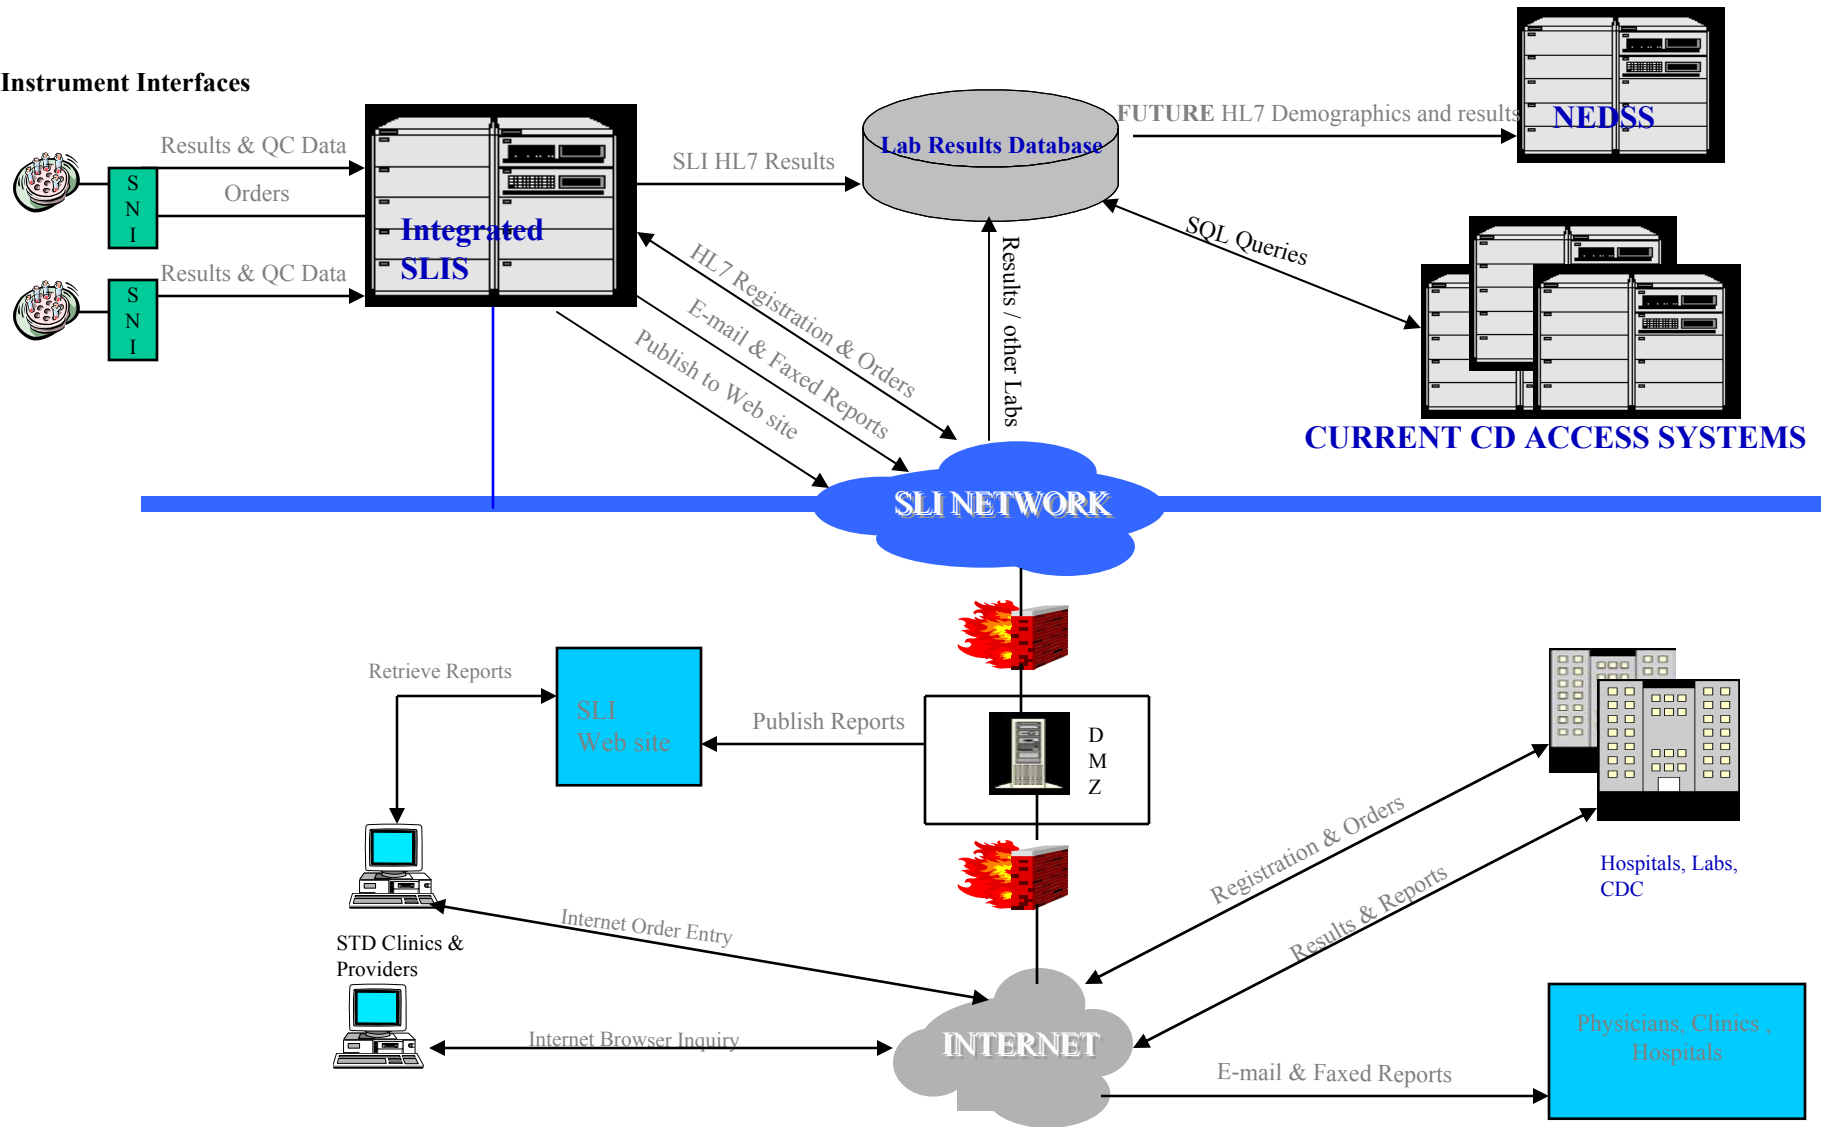 Instrument Interfaces
Results & QC Data
S
N
I
Orders
Results & QC Data
S
N
I
Integrated
SLIS
SLI HL7 Results
Lab Results Database
FUTURE HL7 Demographics and results
NEDSS
SQL Queries
CURRENT CD ACCESS SYSTEMS
HL7 Registration & Orders
E-mail & Faxed Reports
Publish to Web site
Results / other Labs
SLI NETWORK
Retrieve Reports
SLI
Web site
Publish Reports
D
M
Z
STD Clinics &
Providers
Internet Order Entry
Internet Browser Inquiry
INTERNET
Registration & Orders
Results & Reports
Hospitals, Labs,
CDC
E-mail & Faxed Reports
Physicians, Clinics ,
Hospitals